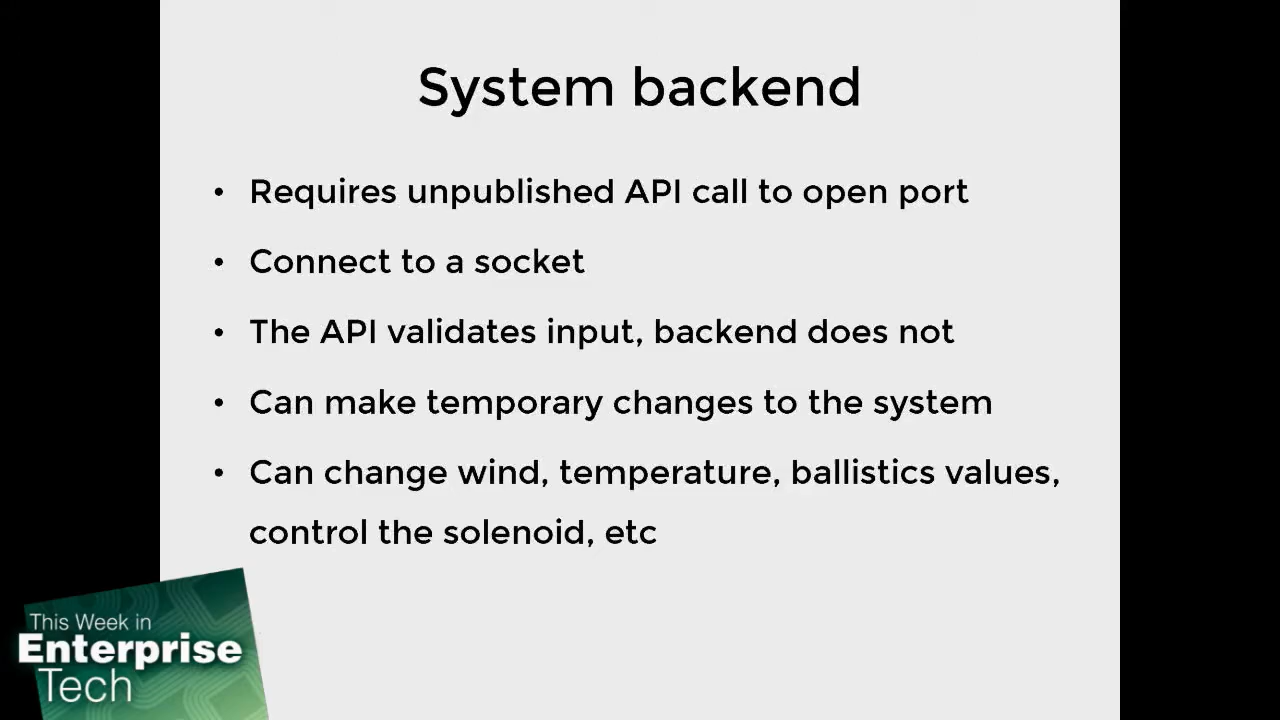 System backend
• Requires unpublished API call to open port
• Connect to a socket
• The API validates input, backend does not
• Can make temporary changes to the system
• Can change wind, temperature, ballistics values,
control the solenoid, etc
This Week in
Enterprise
Tech